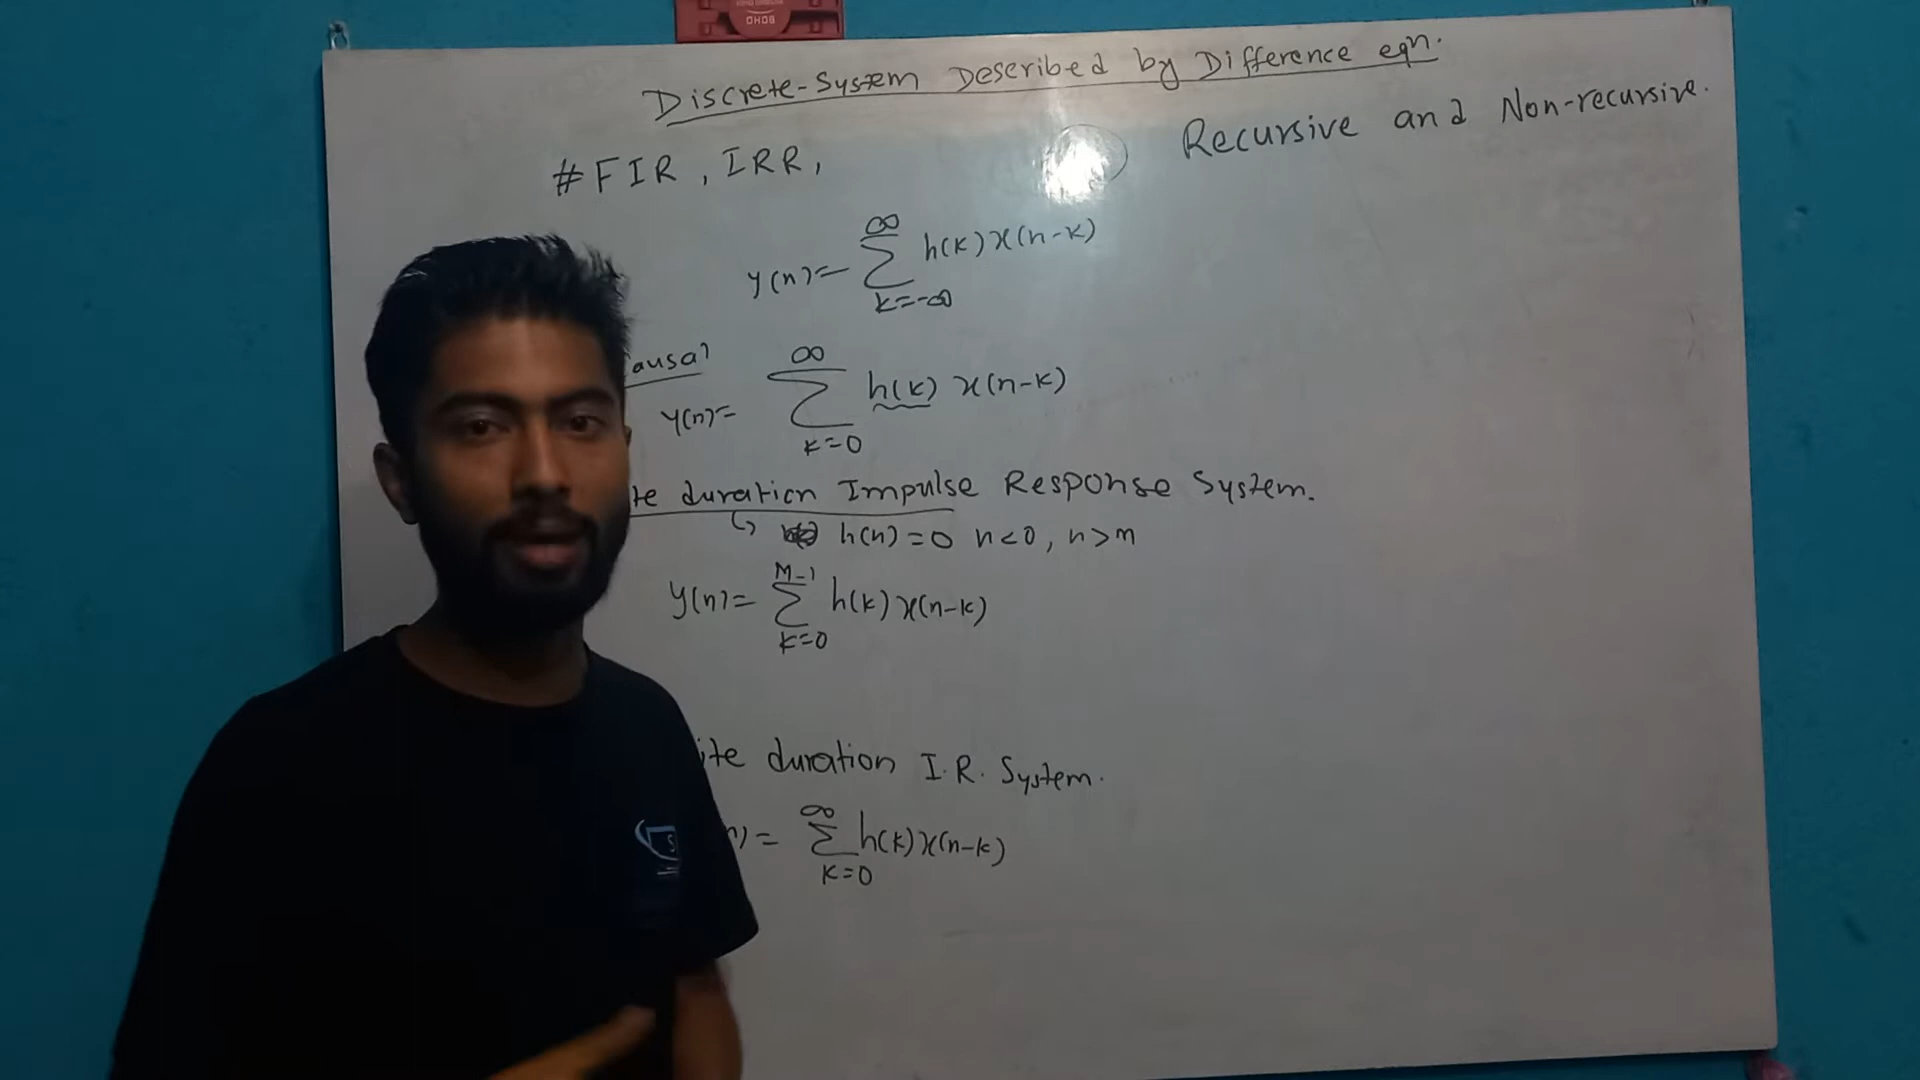 BOHO
Discrete-System Described by Difference eqn.
Recursive and Non-recursive.
#FIR, IRR,
y(n)= ∞ Σ k=-∞ h(k)x(n-k)
ausal
y(n)= ∞ Σ k=0 h(k) x(n-k)
te duration Impulse Response System.
↳ h(n)=0 n<0, n>m
y(n)= M-1 Σ k=0 h(k)x(n-k)
ite duration I.R. System.
n)= ∞ Σ k=0 h(k)x(n-k)